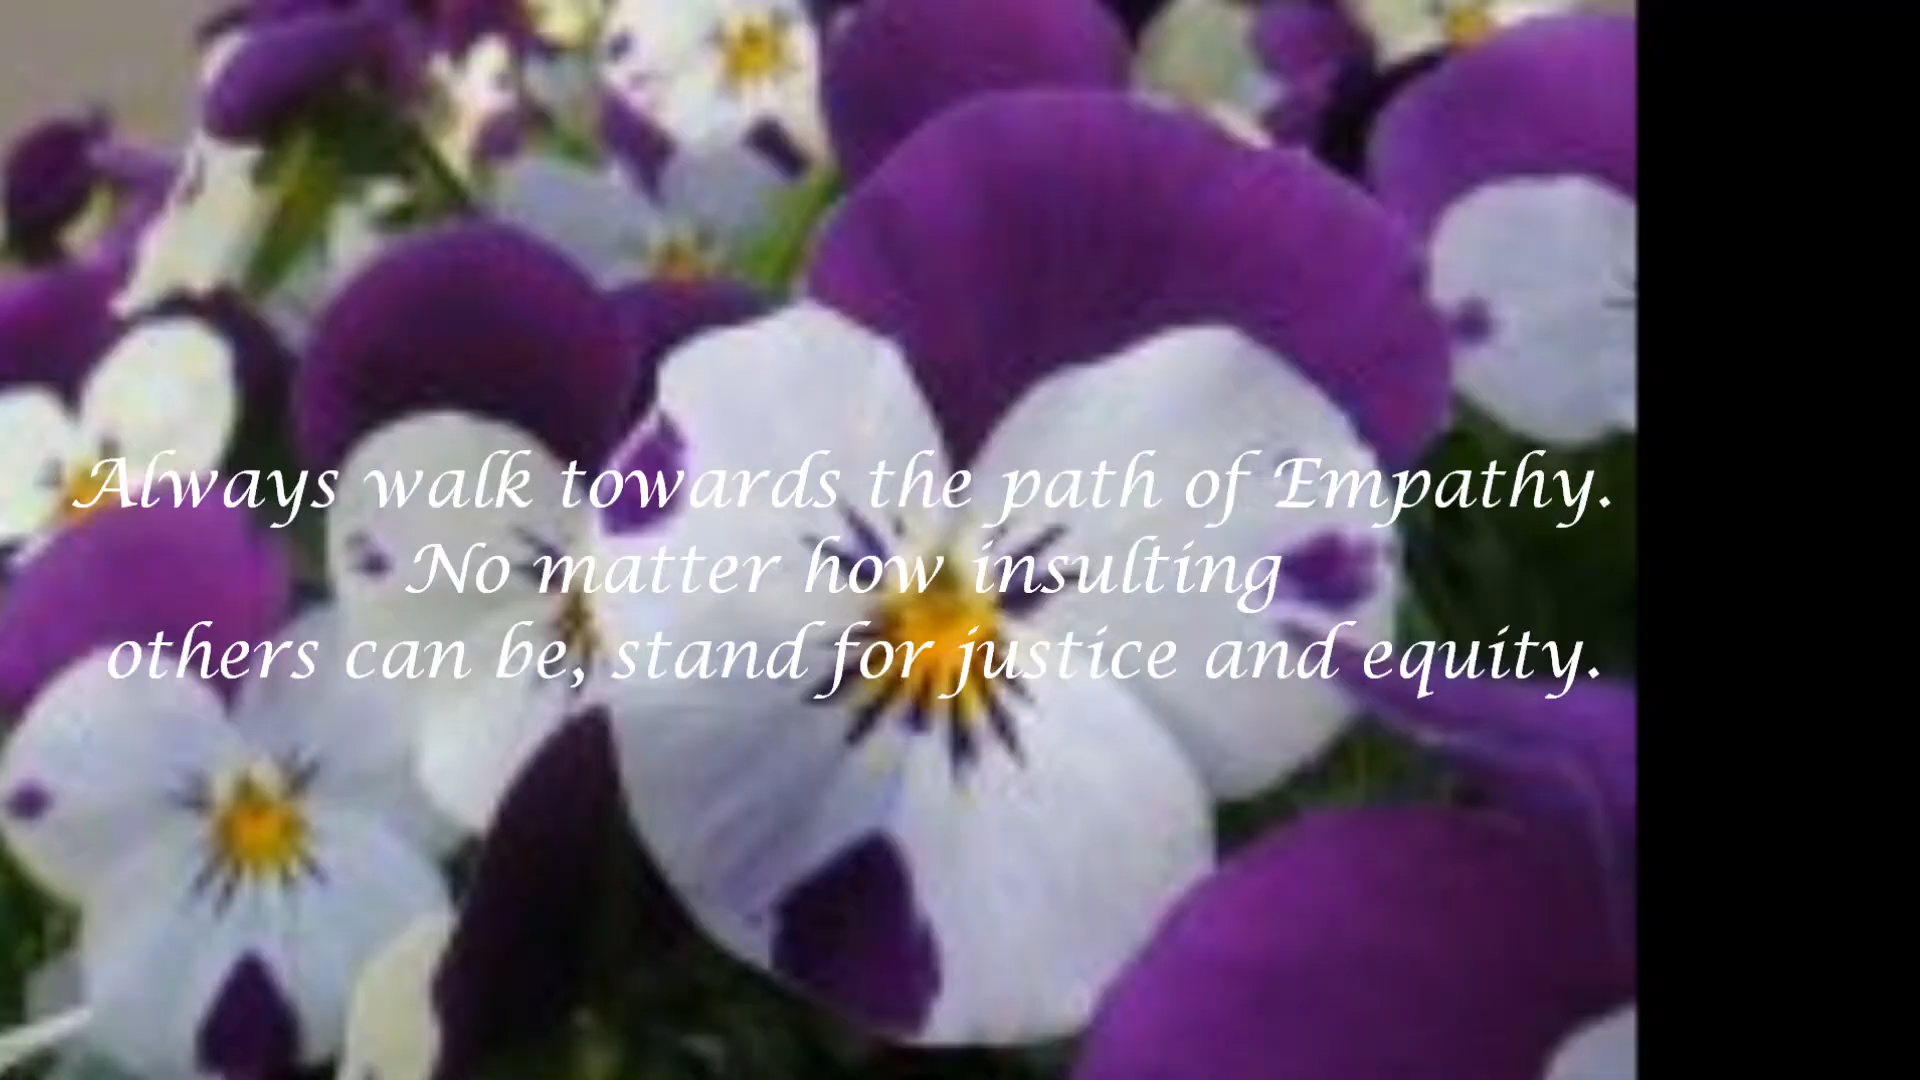 Always walk towards the path of Empathy.
No matter how insulting
others can be, stand for justice and equity.